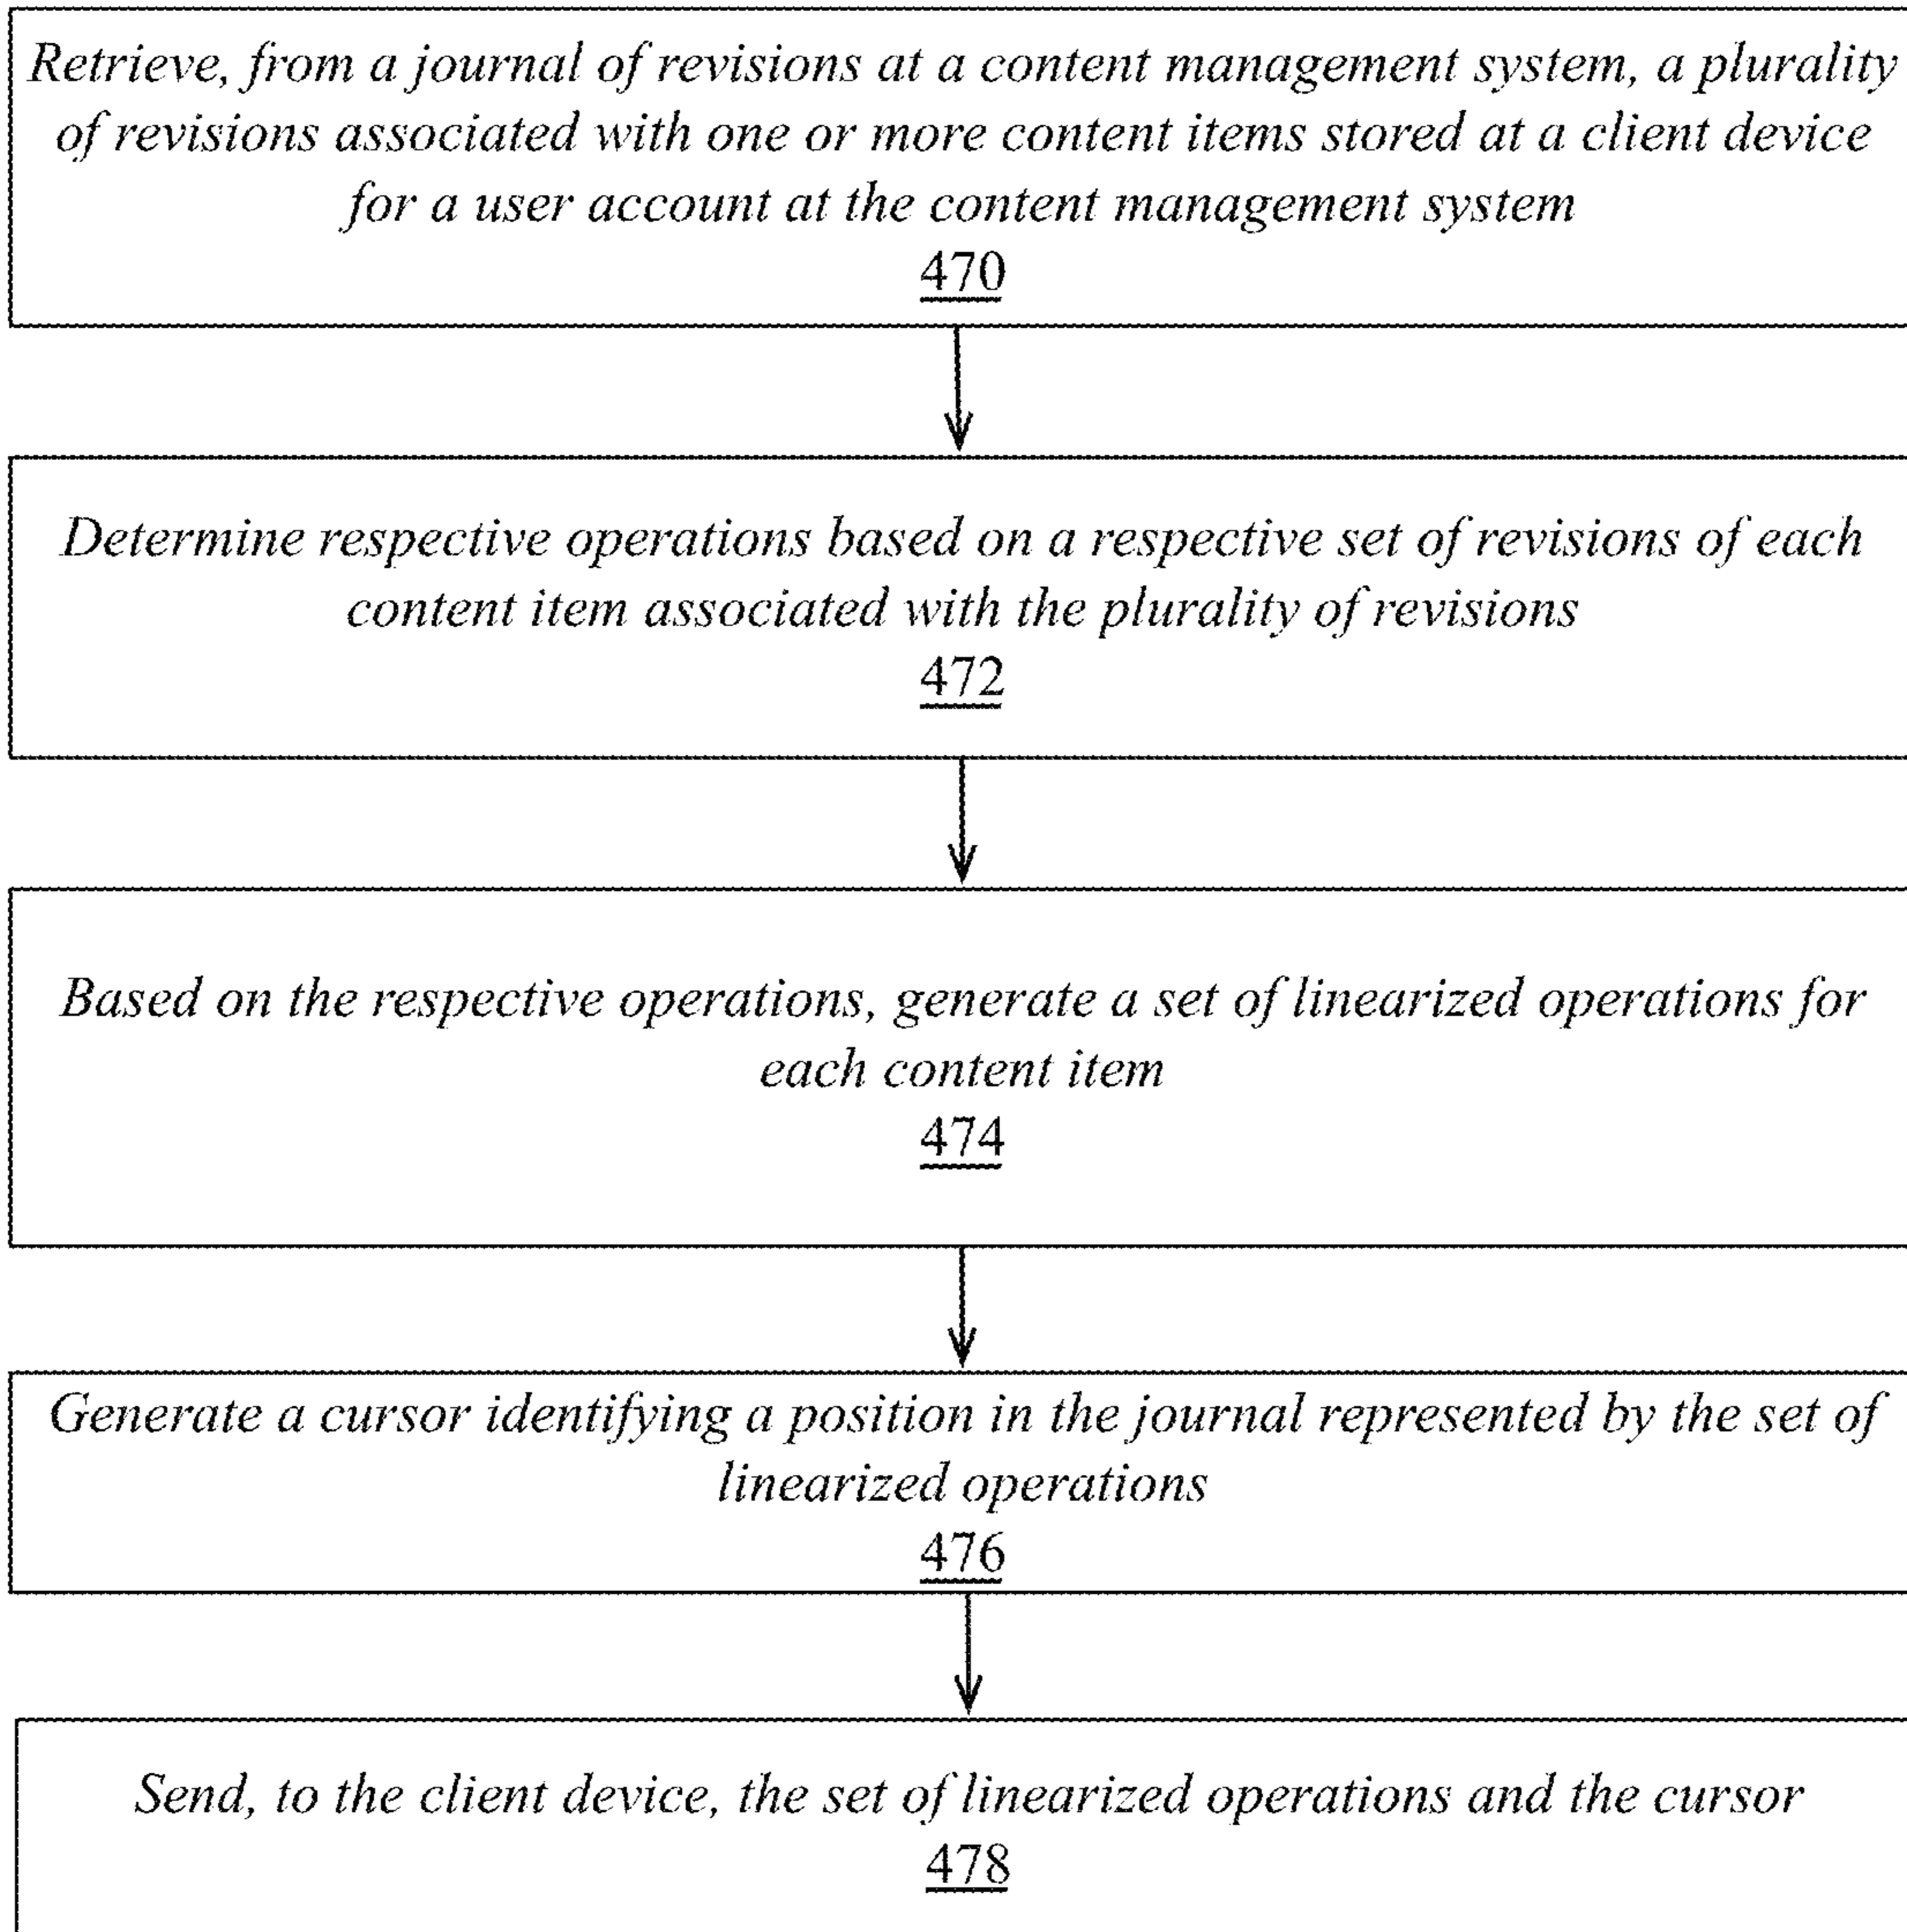 Retrieve, from a journal of revisions at a content management system, a plurality
of revisions associated with one or more content items stored at a client device
for a user account at the content management system
470
Determine respective operations based on a respective set of revisions of each
content item associated with the plurality of revisions
472
Based on the respective operations, generate a set of linearized operations for
each content item
474
Generate a cursor identifying a position in the journal represented by the set of
linearized operations
476
Send, to the client device, the set of linearized operations and the cursor
478